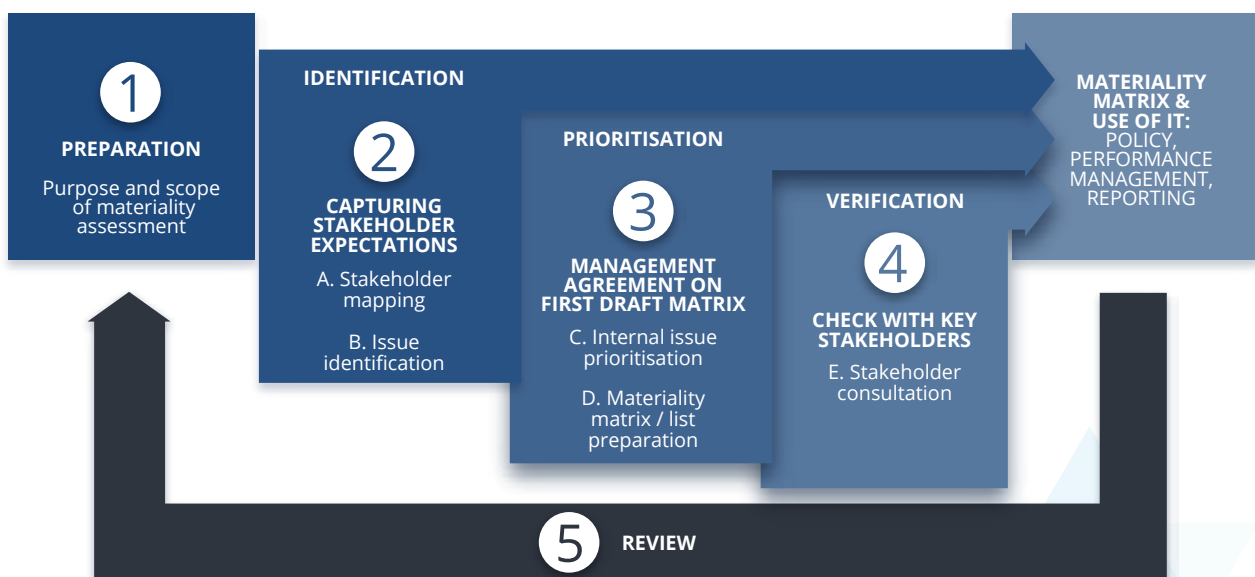 1
PREPARATION
Purpose and scope
of materiality
assessment
IDENTIFICATION
2
CAPTURING
STAKEHOLDER
EXPECTATIONS
A. Stakeholder
mapping
B. Issue
identification
PRIORITISATION
3
MANAGEMENT
AGREEMENT ON
FIRST DRAFT MATRIX
C. Internal issue
prioritisation
D. Materiality
matrix / list
preparation
VERIFICATION
4
CHECK WITH KEY
STAKEHOLDERS
E. Stakeholder
consultation
MATERIALITY
MATRIX &
USE OF IT:
POLICY,
PERFORMANCE
MANAGEMENT,
REPORTING
5
REVIEW